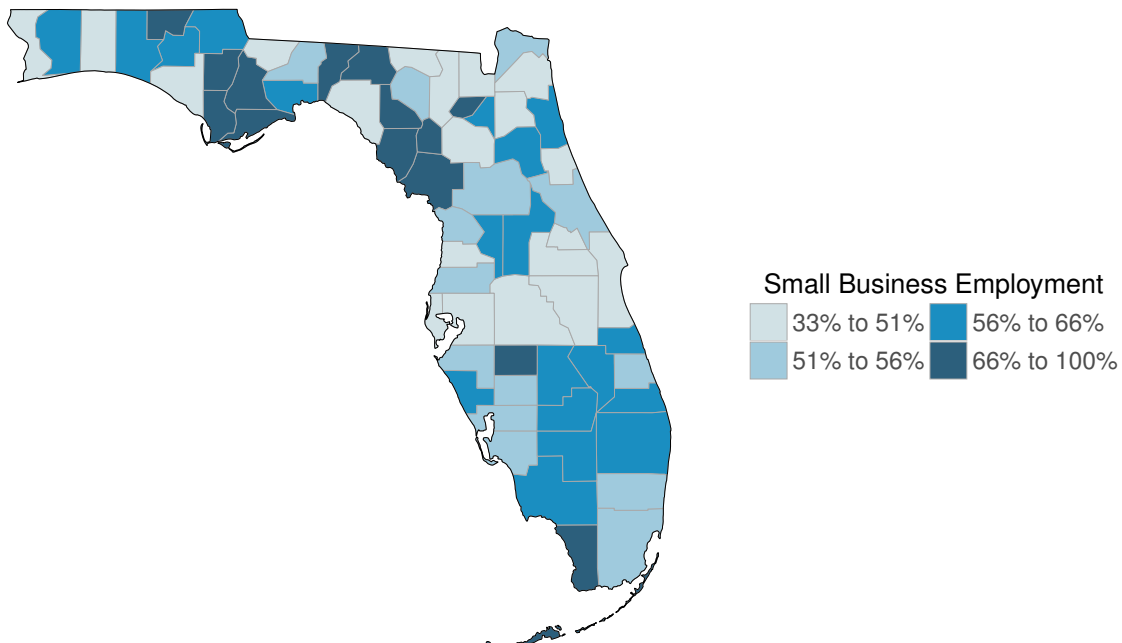 Small Business Employment
33% to 51% 56% to 66%
51% to 56% 66% to 100%